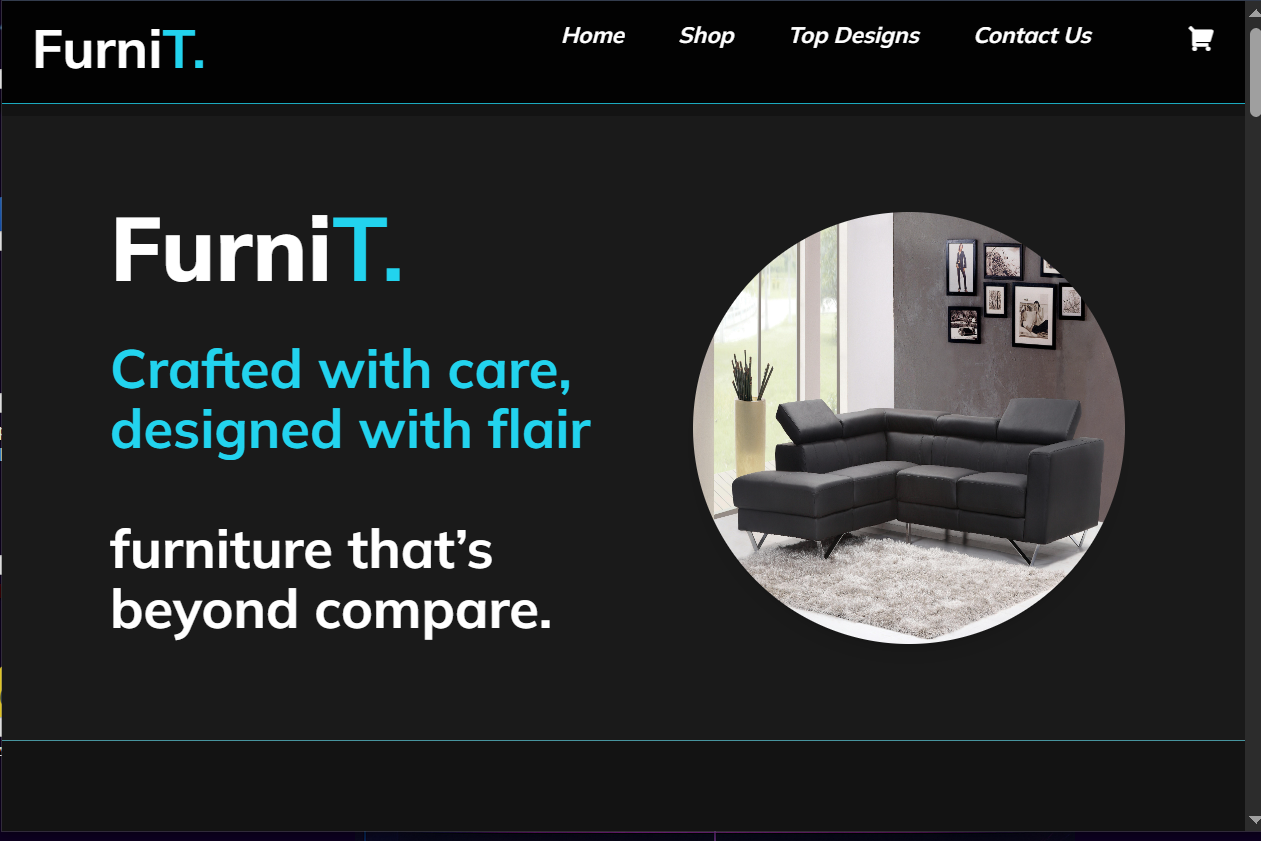 FurniT.
Home
Shop
Top Designs
Contact Us
FurniT.
Crafted with care,
designed with flair
furniture that’s
beyond compare.